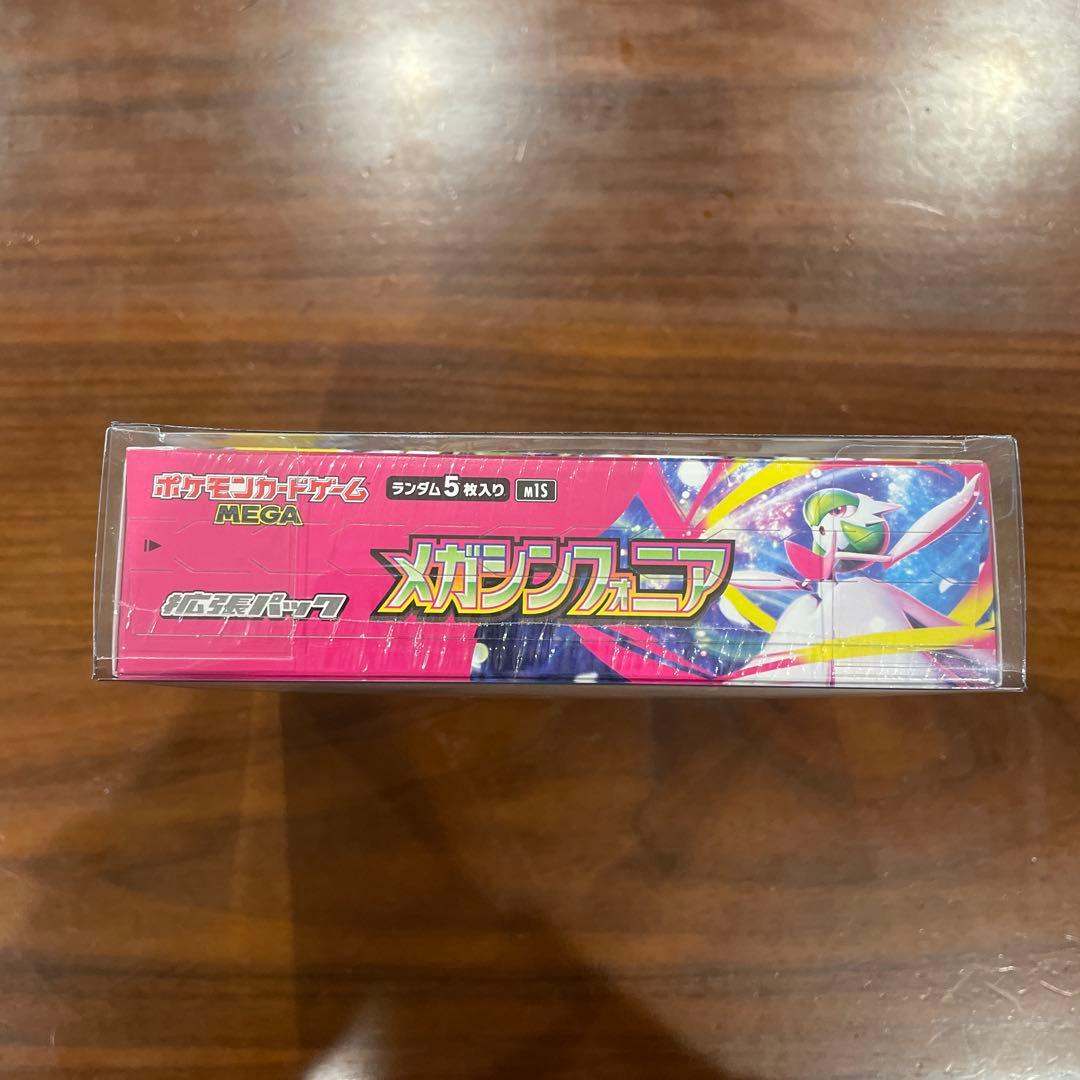 ポケモンカードゲーム
MEGA
ランダム5枚入り
M1S
拡張パック
メガシンフォニア